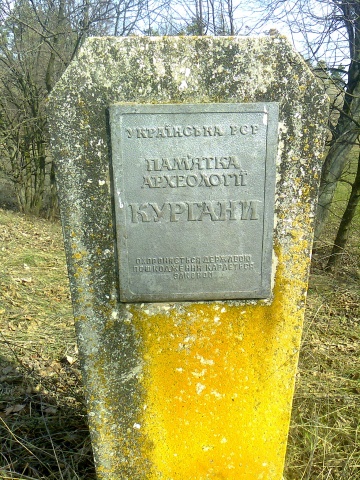 УКРАЇНСЬКА РСР
ПАМ'ЯТКА
АРХЕОЛОГІЇ
КУРГАНИ
ОХОРОНЯЄТЬСЯ ДЕРЖАВОЮ,
ПОШКОДЖЕННЯ КАРАЄТЬСЯ
ЗАКОНОМ